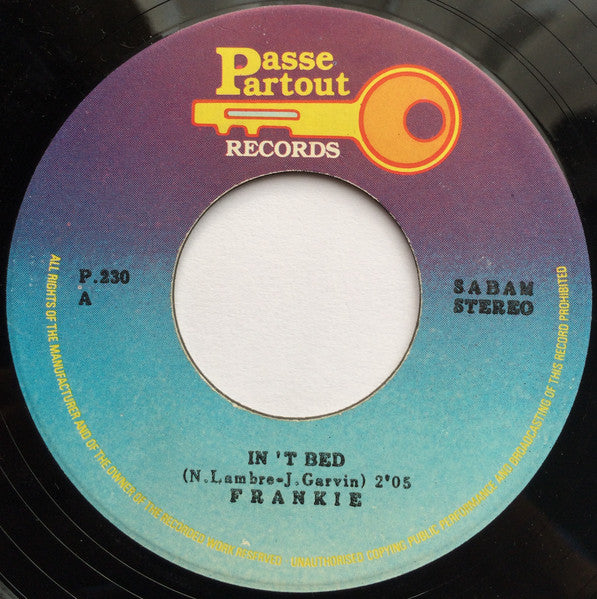 Passe
Partout
RECORDS
P.230
A
SABAM
STEREO
IN 'T BED
(N.Lambre-J.Garvin) 2'05
FRANKIE
ALL RIGHTS OF THE MANUFACTURER AND OF THE OWNER OF THE RECORDED WORK RESERVED - UNAUTHORISED COPYING PUBLIC PERFORMANCE AND BROADCASTING OF THIS RECORD PROHIBITED